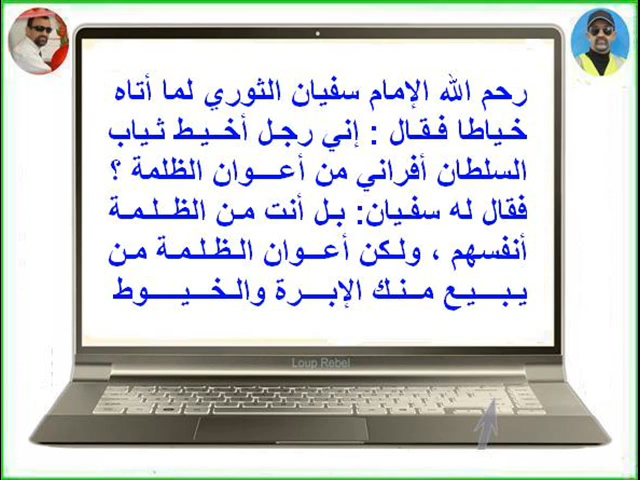 رحم الله الإمام سفيان الثوري لما أتاه
خياطا فقال : إني رجل أخيط ثياب
السلطان أفراني من أعوان الظلمة ؟
فقال له سفيان: بل أنت من الظلمة
أنفسهم ، ولكن أعوان الظلمة من
يبيع منك الإبرة والخيوط
Loup Rebel